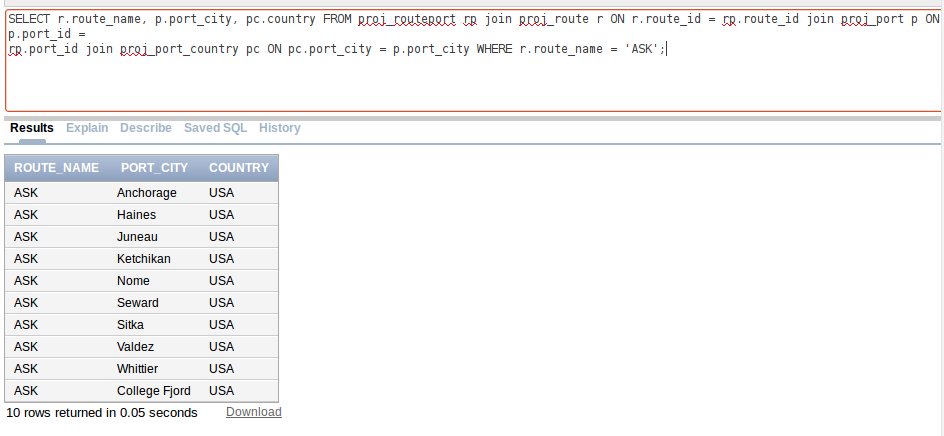 SELECT r.route_name, p.port_city, pc.country FROM proj_routeport rp join proj_route r ON r.route_id = rp.route_id join proj_port p ON
p.port_id =
rp.port_id join proj_port_country pc ON pc.port_city = p.port_city WHERE r.route_name = 'ASK';
Results Explain Describe Saved SQL History
ROUTE_NAME PORT_CITY COUNTRY
ASK Anchorage USA
ASK Haines USA
ASK Juneau USA
ASK Ketchikan USA
ASK Nome USA
ASK Seward USA
ASK Sitka USA
ASK Valdez USA
ASK Whittier USA
ASK College Fjord USA
10 rows returned in 0.05 seconds Download